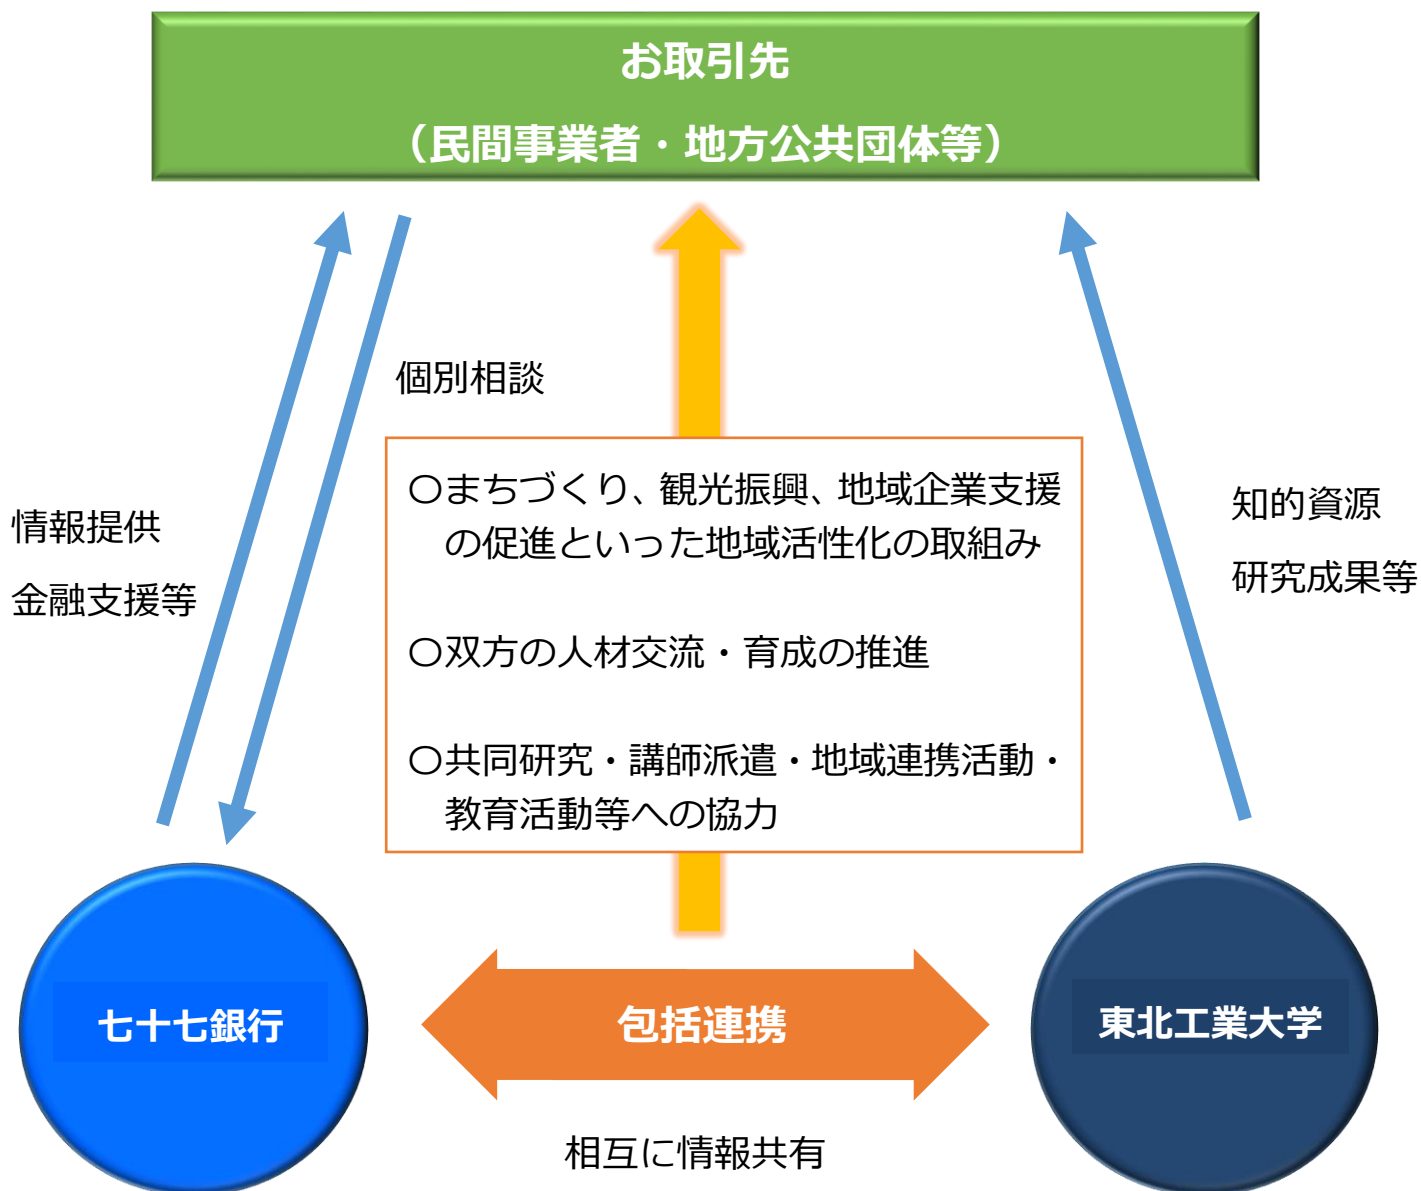 お取引先
（民間事業者・地方公共団体等）
個別相談
情報提供
金融支援等
〇まちづくり、観光振興、地域企業支援
の促進といった地域活性化の取組み
〇双方の人材交流・育成の推進
〇共同研究・講師派遣・地域連携活動・
教育活動等への協力
知的資源
研究成果等
七十七銀行
包括連携
東北工業大学
相互に情報共有